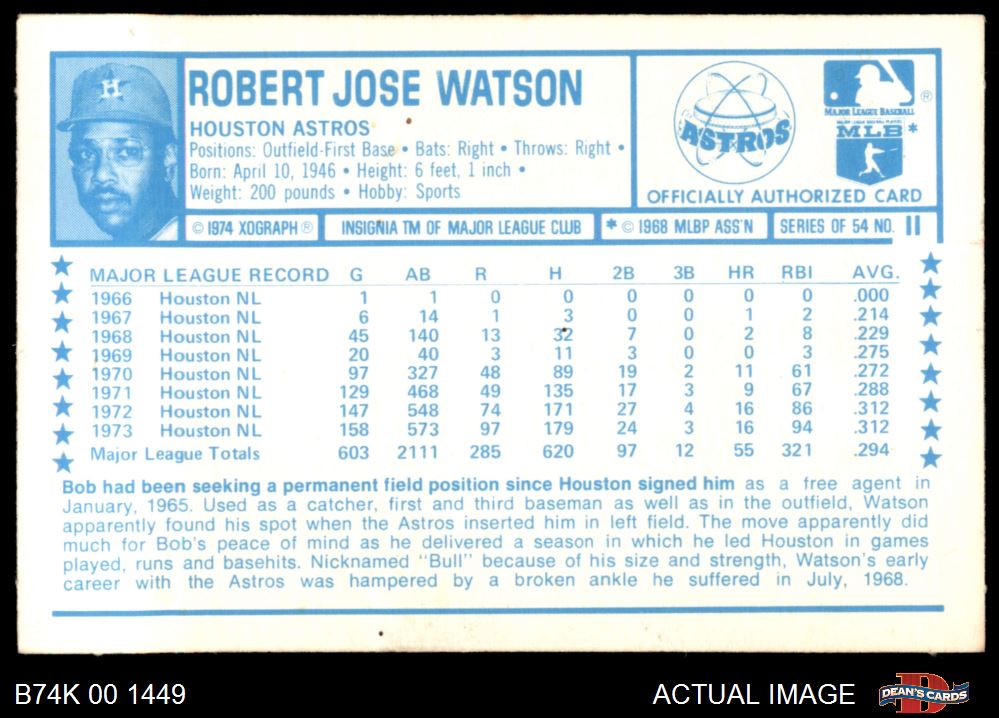 H
ROBERT JOSE WATSON
HOUSTON ASTROS
Positions: Outfield-First Base • Bats: Right • Throws: Right •
Born: April 10, 1946 • Height: 6 feet, 1 inch •
Weight: 200 pounds • Hobby: Sports
ASTROS
MAJOR LEAGUE BASEBALL ®
MLB *
OFFICIALLY AUTHORIZED CARD
© 1974 XOGRAPH ® INSIGNIA TM OF MAJOR LEAGUE CLUB * © 1968 MLBP ASS'N SERIES OF 54 NO. 11
MAJOR LEAGUE RECORD G AB R H 2B 3B HR RBI AVG.
1966 Houston NL 1 1 0 0 0 0 0 0 .000
1967 Houston NL 6 14 1 3 0 0 1 2 .214
1968 Houston NL 45 140 13 32 7 0 2 8 .229
1969 Houston NL 20 40 3 11 3 0 0 3 .275
1970 Houston NL 97 327 48 89 19 2 11 61 .272
1971 Houston NL 129 468 49 135 17 3 9 67 .288
1972 Houston NL 147 548 74 171 27 4 16 86 .312
1973 Houston NL 158 573 97 179 24 3 16 94 .312
Major League Totals 603 2111 285 620 97 12 55 321 .294
Bob had been seeking a permanent field position since Houston signed him as a free agent in
January, 1965. Used as a catcher, first and third baseman as well as in the outfield, Watson
apparently found his spot when the Astros inserted him in left field. The move apparently did
much for Bob's peace of mind as he delivered a season in which he led Houston in games
played, runs and basehits. Nicknamed "Bull" because of his size and strength, Watson's early
career with the Astros was hampered by a broken ankle he suffered in July, 1968.
B74K 00 1449
ACTUAL IMAGE
DEAN'S CARDS